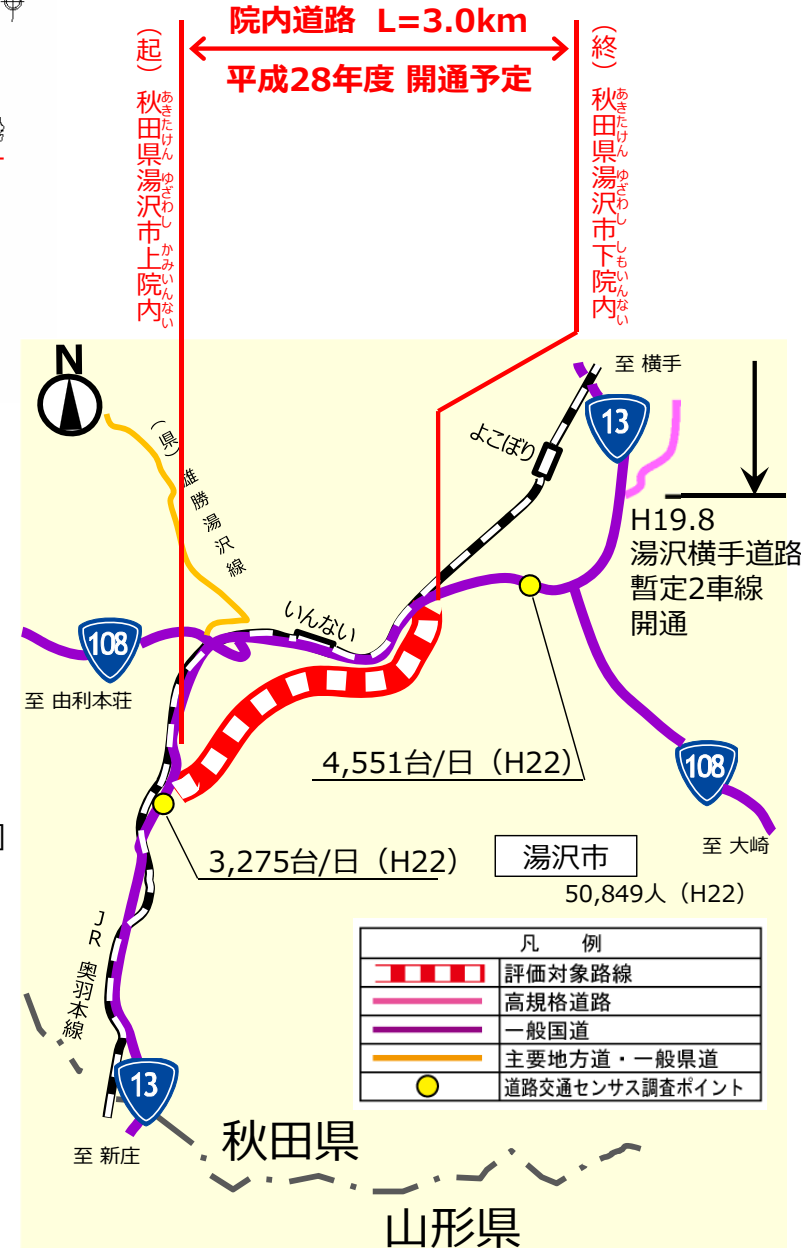 院内道路 L=3.0km
平成28年度 開通予定
(起)秋田県湯沢市上院内
あきたけん ゆざわし かみいんない
(終)秋田県湯沢市下院内
あきたけん ゆざわし しもいんない
N
至 横手
13
よこぼり
(県)雄勝湯沢線
H19.8
湯沢横手道路
暫定2車線
開通
いんない
108
至 由利本荘
4,551台/日（H22）
108
至 大崎
3,275台/日（H22）
湯沢市
50,849人（H22）
JR 奥羽本線
凡 例
評価対象路線
高規格道路
一般国道
主要地方道・一般県道
道路交通センサス調査ポイント
13
至 新庄
秋田県
山形県